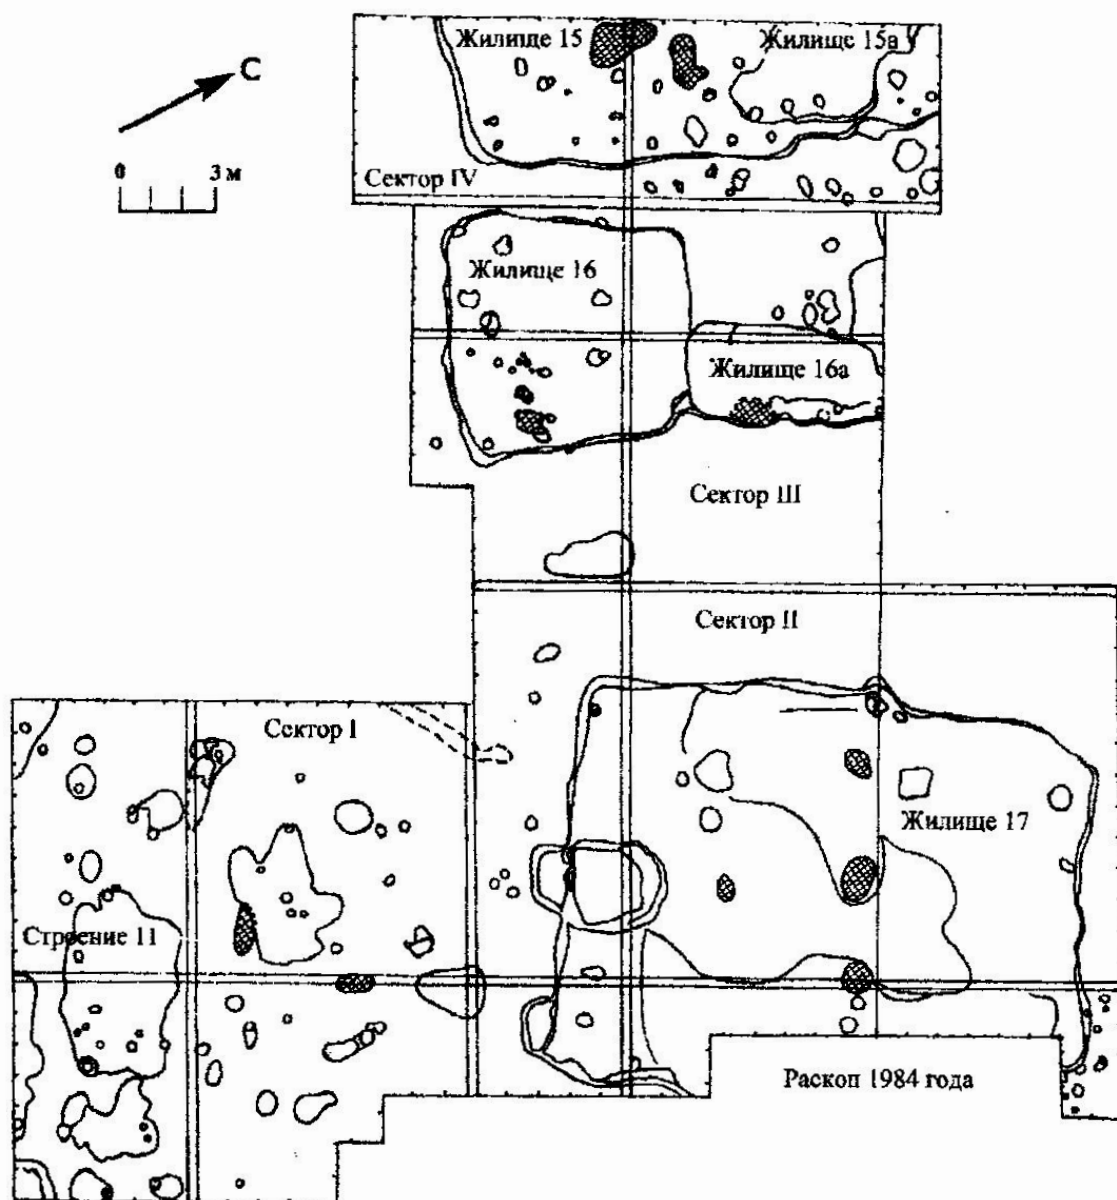 Жилище 15
Жилище 15а
С
0 3 м
Сектор IV
Жилище 16
Жилище 16а
Сектор III
Сектор II
Сектор I
Жилище 17
Строение 11
Раскоп 1984 года